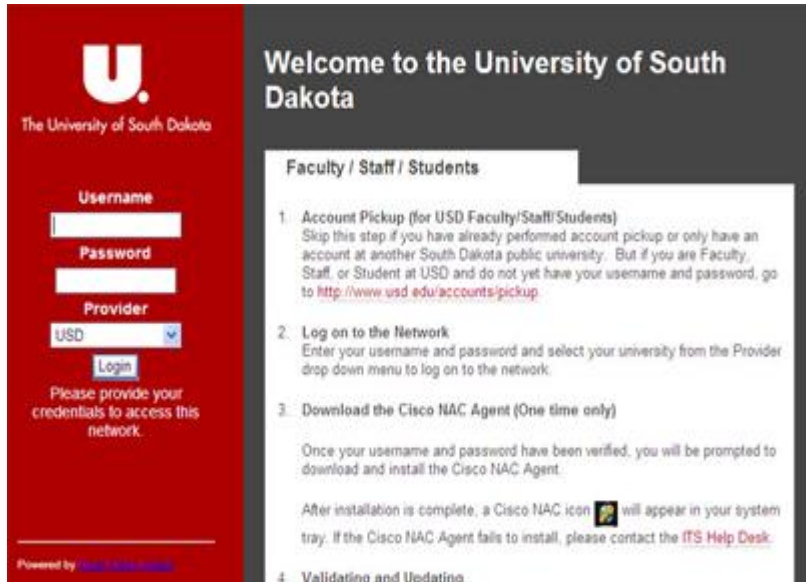 U.
The University of South Dakota
Username
Password
Provider
USD
Login
Please provide your
credentials to access this
network.
Powered by
Welcome to the University of South
Dakota
Faculty / Staff / Students
1. Account Pickup (for USD Faculty/Staff/Students)
Skip this step if you have already performed account pickup or only have an
account at another South Dakota public university. But if you are Faculty,
Staff, or Student at USD and do not yet have your username and password, go
to http://www.usd.edu/accounts/pickup.
2. Log on to the Network
Enter your username and password and select your university from the Provider
drop down menu to log on to the network.
3. Download the Cisco NAC Agent (One time only)
Once your username and password have been verified, you will be prompted to
download and install the Cisco NAC Agent.
After installation is complete, a Cisco NAC icon will appear in your system
tray. If the Cisco NAC Agent fails to install, please contact the ITS Help Desk.
4. Validating and Updating